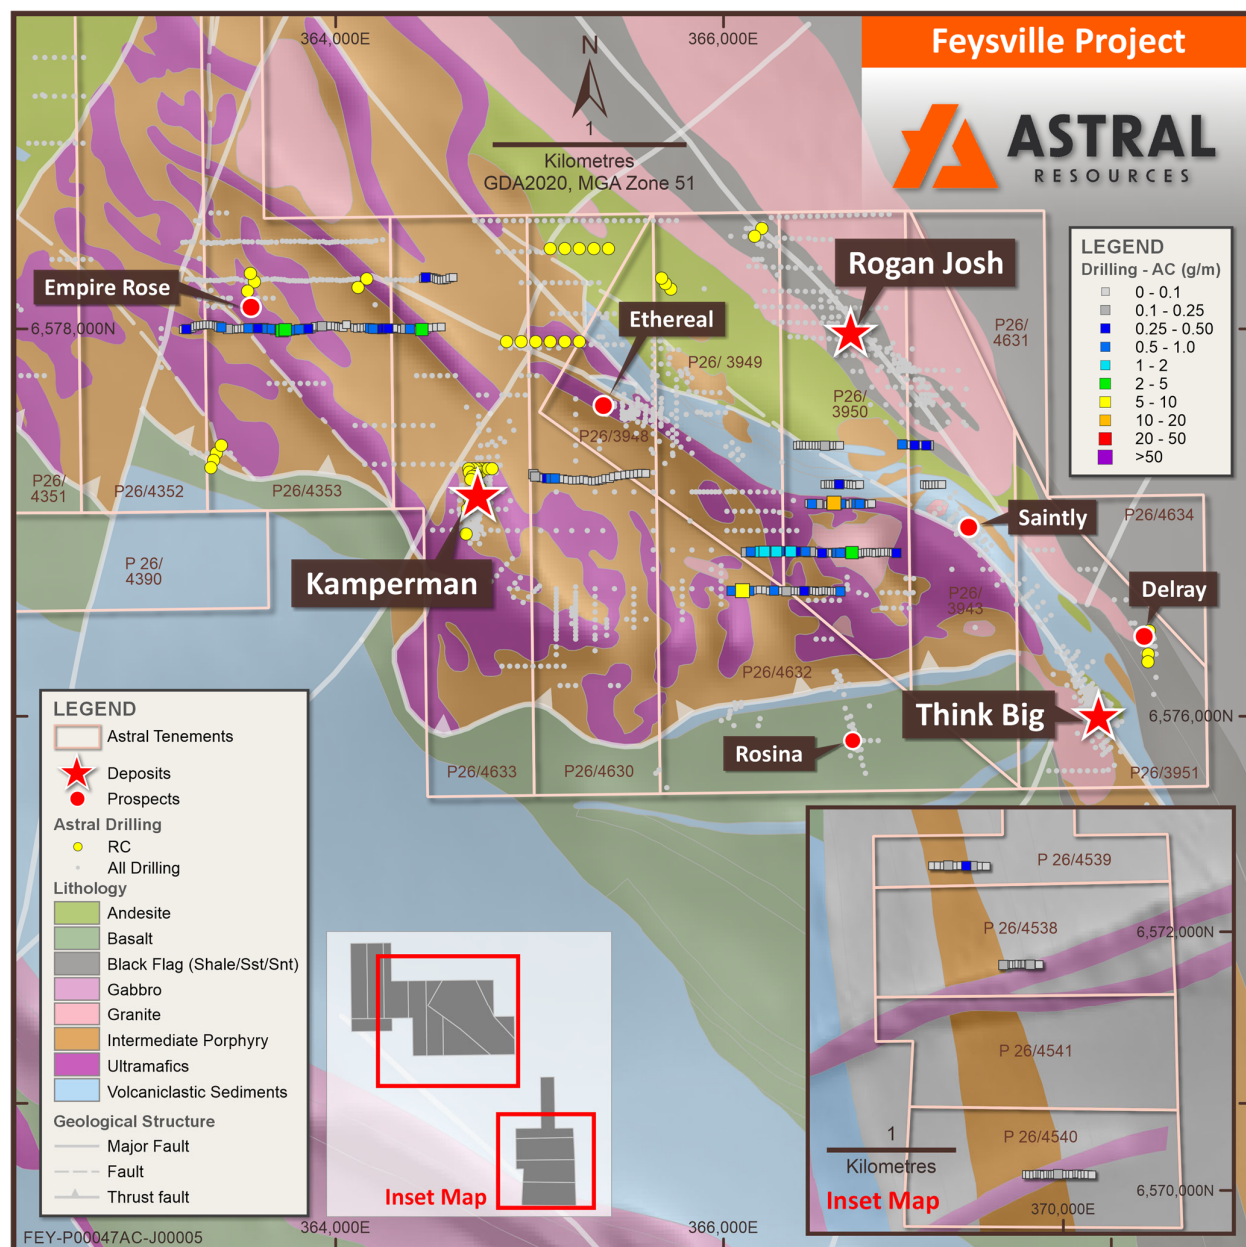 364,000E
366,000E
Feysville Project
N
ASTRAL
RESOURCES
1
Kilometres
GDA2020, MGA Zone 51
LEGEND
Drilling - AC (g/m)
0 - 0.1
0.1 - 0.25
0.25 - 0.50
0.5 - 1.0
1 - 2
2 - 5
5 - 10
10 - 20
20 - 50
>50
Rogan Josh
Empire Rose
Ethereal
6,578,000N
P26/
4631
P26/ 3949
P26/
3950
P26/3948
P26/
4351
P26/4352
P26/4353
Saintly
P26/4634
P 26/
4390
Kamperman
Delray
P26/
3943
P26/4632
Think Big
6,576,000N
Rosina
P26/4633
P26/4630
P26/3951
LEGEND
Astral Tenements
Deposits
Prospects
Astral Drilling
RC
All Drilling
Lithology
Andesite
Basalt
Black Flag (Shale/Sst/Snt)
Gabbro
Granite
Intermediate Porphyry
Ultramafics
Volcaniclastic Sediments
Geological Structure
Major Fault
Fault
Thrust fault
Inset Map
P 26/4539
P 26/4538
6,572,000N
P 26/4541
P 26/4540
1
Kilometres
6,570,000N
Inset Map
370,000E
364,000E
366,000E
FEY-P00047AC-J00005